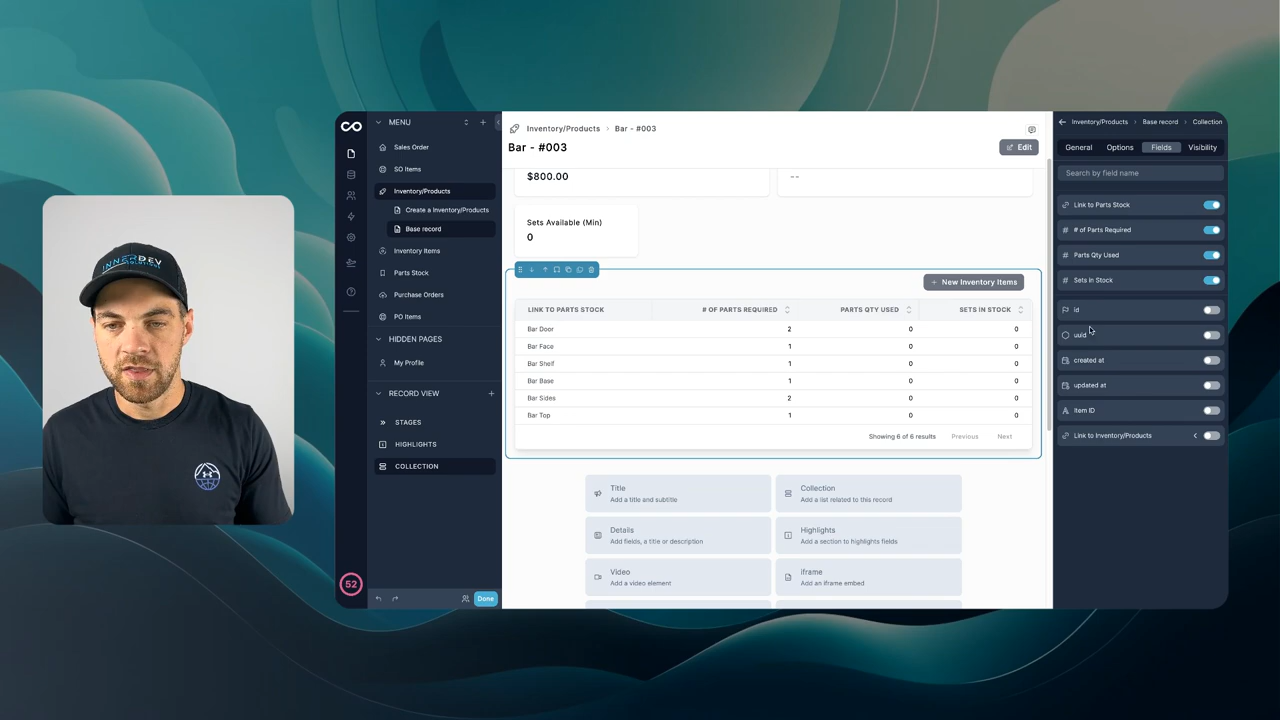 INNERDEV
SOLUTIONS
MENU
Sales Order
SO Items
Inventory/Products
Create a Inventory/Products
Base record
Inventory Items
Parts Stock
Purchase Orders
PO Items
HIDDEN PAGES
My Profile
RECORD VIEW
STAGES
HIGHLIGHTS
COLLECTION
52
Done
Inventory/Products > Bar - #003
Bar - #003
Edit
$800.00
--
Sets Available (Min)
0
+ New Inventory Items
LINK TO PARTS STOCK # OF PARTS REQUIRED PARTS QTY USED SETS IN STOCK
Bar Door 2 0 0
Bar Face 1 0 0
Bar Shelf 1 0 0
Bar Base 1 0 0
Bar Sides 2 0 0
Bar Top 1 0 0
Showing 6 of 6 results Previous Next
Title
Add a title and subtitle
Collection
Add a list related to this record
Details
Add fields, a title or description
Highlights
Add a section to highlights fields
Video
Add a video element
iframe
Add an iframe embed
Inventory/Products > Base record > Collection
General Options Fields Visibility
Search by field name
Link to Parts Stock
# of Parts Required
Parts Qty Used
Sets in Stock
id
uuid
created at
updated at
Item ID
Link to Inventory/Products